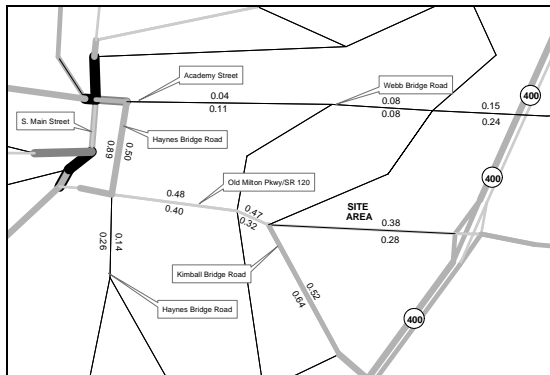 Academy Street
0.04
0.11
Webb Bridge Road
0.08
0.08
0.15
0.24
400
S. Main Street
Haynes Bridge Road
0.50
0.89
400
0.48
0.40
Old Milton Pkwy/SR 120
0.47
0.32
SITE
AREA
0.38
0.28
0.14
0.26
Kimball Bridge Road
0.52
0.64
Haynes Bridge Road
400